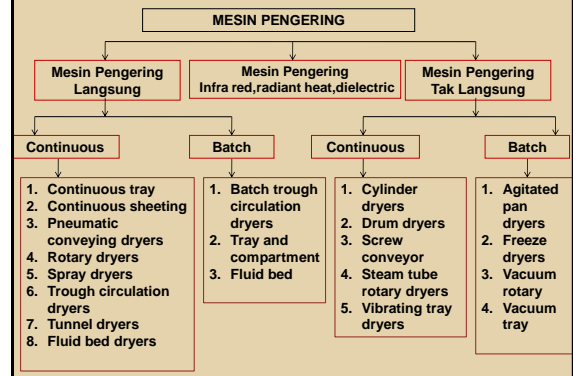 MESIN PENGERING
Mesin Pengering
Langsung
Mesin Pengering
Infra red,radiant heat,dielectric
Mesin Pengering
Tak Langsung
Continuous
Batch
Continuous
Batch
1. Continuous tray
2. Continuous sheeting
3. Pneumatic
conveying dryers
4. Rotary dryers
5. Spray dryers
6. Trough circulation
dryers
7. Tunnel dryers
8. Fluid bed dryers
1. Batch trough
circulation
dryers
2. Tray and
compartment
3. Fluid bed
1. Cylinder
dryers
2. Drum dryers
3. Screw
conveyor
4. Steam tube
rotary dryers
5. Vibrating tray
dryers
1. Agitated
pan
dryers
2. Freeze
dryers
3. Vacuum
rotary
4. Vacuum
tray